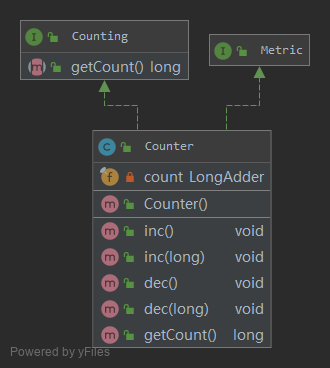 Counting
getCount() long
Metric
Counter
count LongAdder
Counter()
inc() void
inc(long) void
dec() void
dec(long) void
getCount() long
Powered by yFiles